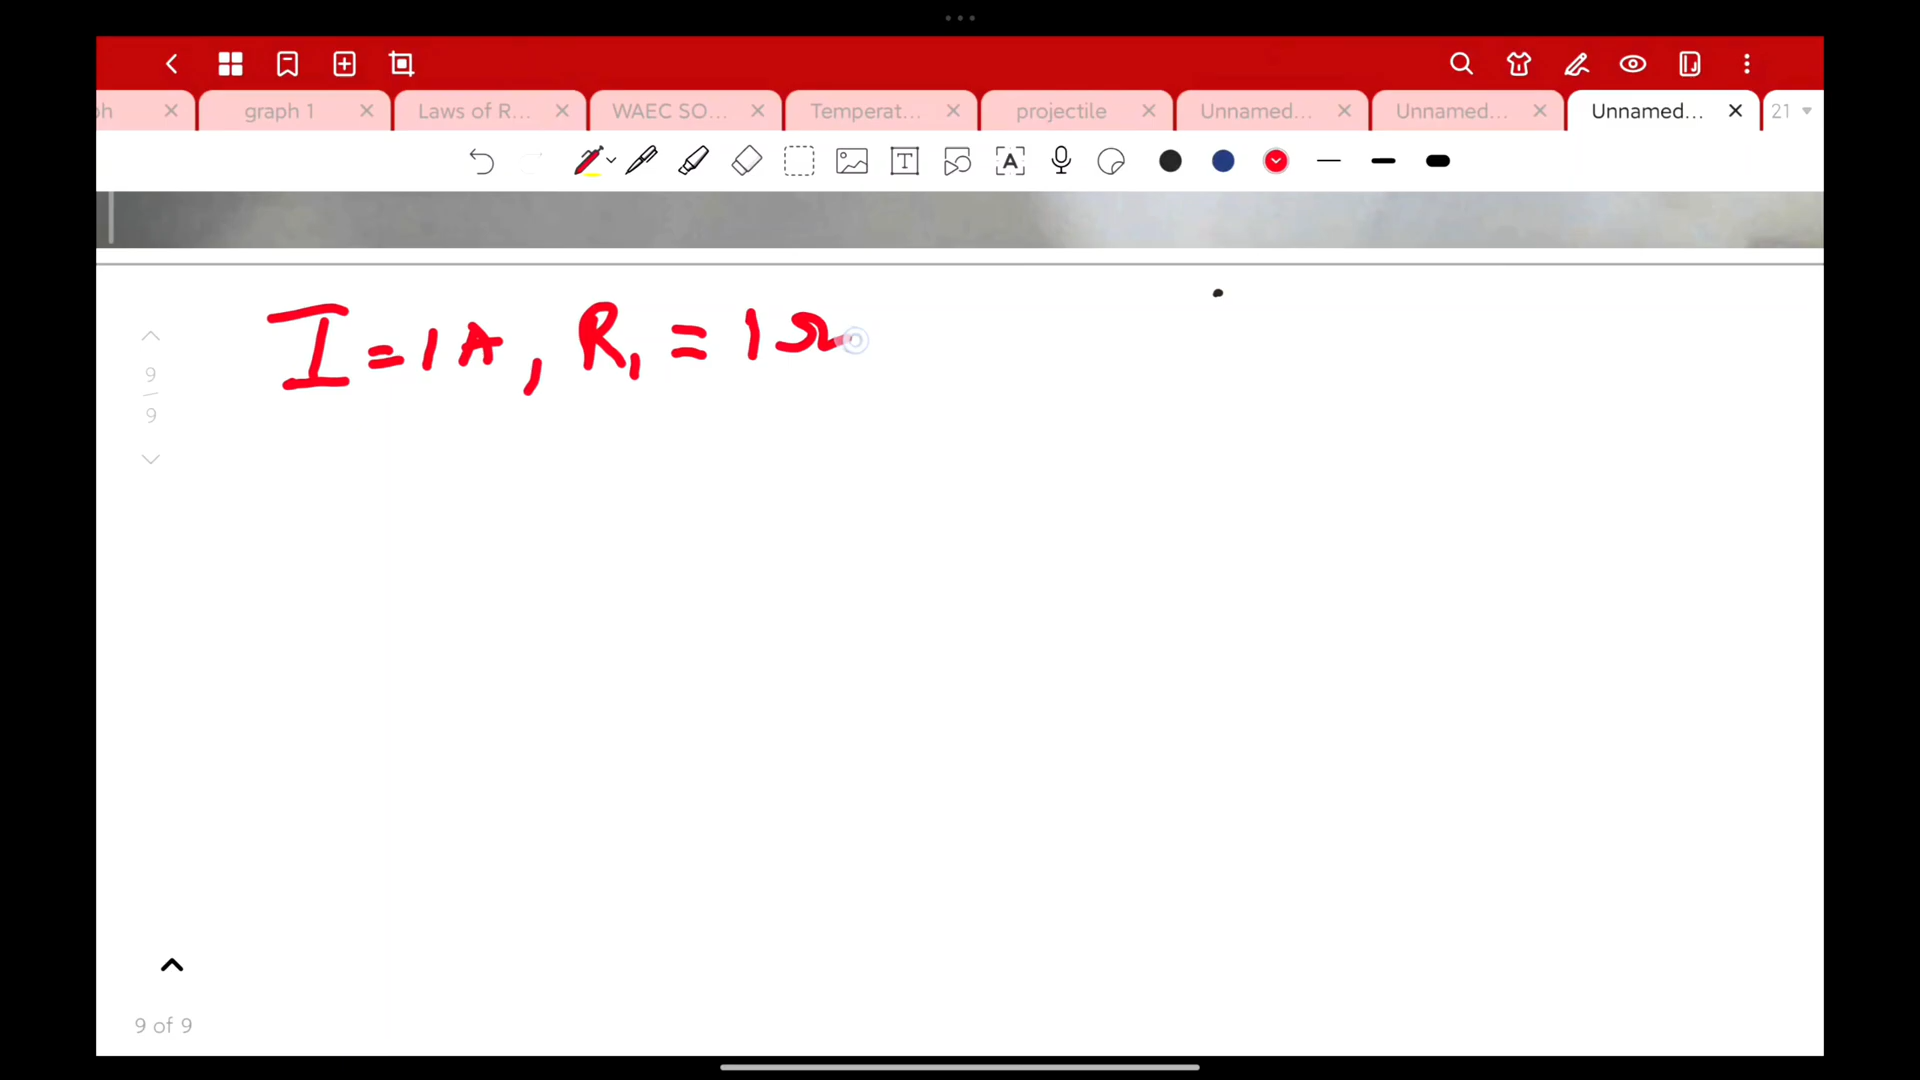 ph graph 1 Laws of R... WAEC SO... Temperat... projectile Unnamed... Unnamed... Unnamed... 21
I = 1A, R₁ = 1Ω
9
9
9 of 9